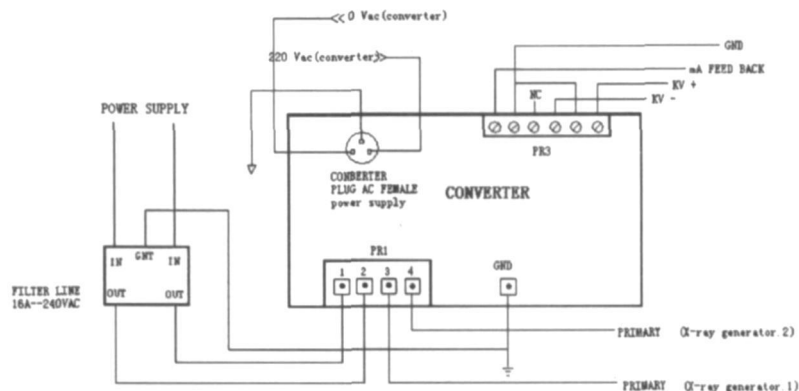 0 Vac(converter)
220 Vac(converter)
GND
mA FEED BACK
KV +
NC
KV -
POWER SUPPLY
PR3
CONBERTER
PLUG AC FEMALE
power supply
CONVERTER
IN
GNT
IN
PR1
GND
1 2 3 4
FILTER LINE
16A--240VAC
OUT
OUT
PRIMARY (X-ray generator.2)
PRIMARY (X-ray generator.1)